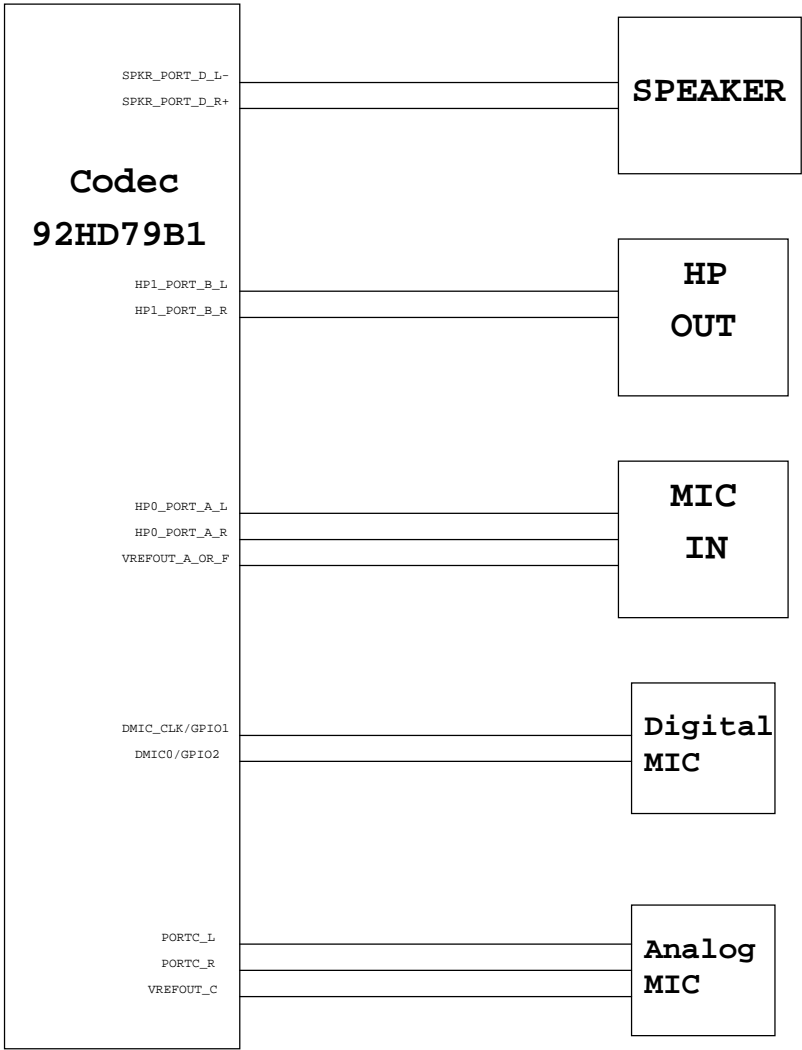 SPKR_PORT_D_L-
SPKR_PORT_D_R+
SPEAKER
Codec
92HD79B1
HP1_PORT_B_L
HP1_PORT_B_R
HP
OUT
HP0_PORT_A_L
HP0_PORT_A_R
VREFOUT_A_OR_F
MIC
IN
DMIC_CLK/GPIO1
DMIC0/GPIO2
Digital
MIC
PORTC_L
PORTC_R
VREFOUT_C
Analog
MIC